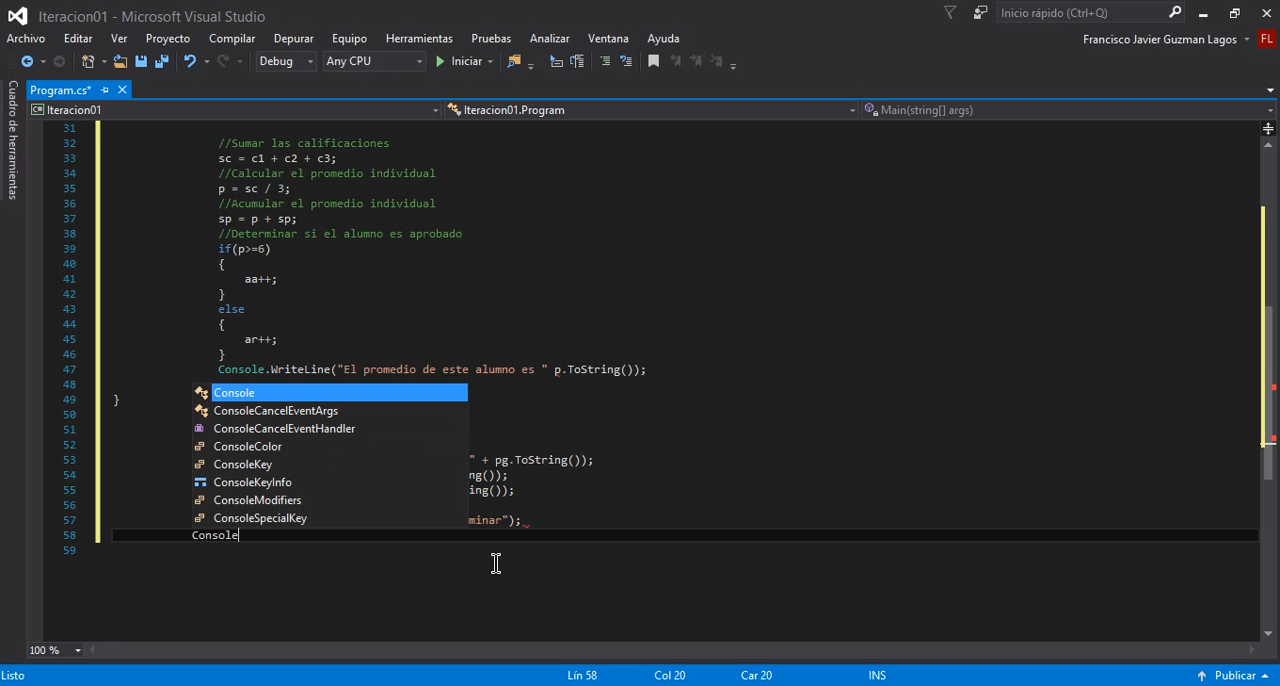 Iteracion01 - Microsoft Visual Studio
Inicio rápido (Ctrl+Q)
Archivo Editar Ver Proyecto Compilar Depurar Equipo Herramientas Pruebas Analizar Ventana Ayuda
Francisco Javier Guzman Lagos FL
Debug Any CPU Iniciar
Cuadro de herramientas
Program.cs*
Iteracion01 Iteracion01.Program Main(string[] args)
31
32 //Sumar las calificaciones
33 sc = c1 + c2 + c3;
34 //Calcular el promedio individual
35 p = sc / 3;
36 //Acumular el promedio individual
37 sp = p + sp;
38 //Determinar si el alumno es aprobado
39 if(p>=6)
40 {
41 aa++;
42 }
43 else
44 {
45 ar++;
46 }
47 Console.WriteLine("El promedio de este alumno es " p.ToString());
48 Console
49 }
ConsoleCancelEventArgs
50 ConsoleCancelEventHandler
51 ConsoleColor
52 ConsoleKey
53 " + pg.ToString());
54 ng());
ConsoleKeyInfo
55 ing());
56 ConsoleModifiers
57 minar");
ConsoleSpecialKey
58 Console
59
100 %
Listo Lín 58 Col 20 Car 20 INS Publicar